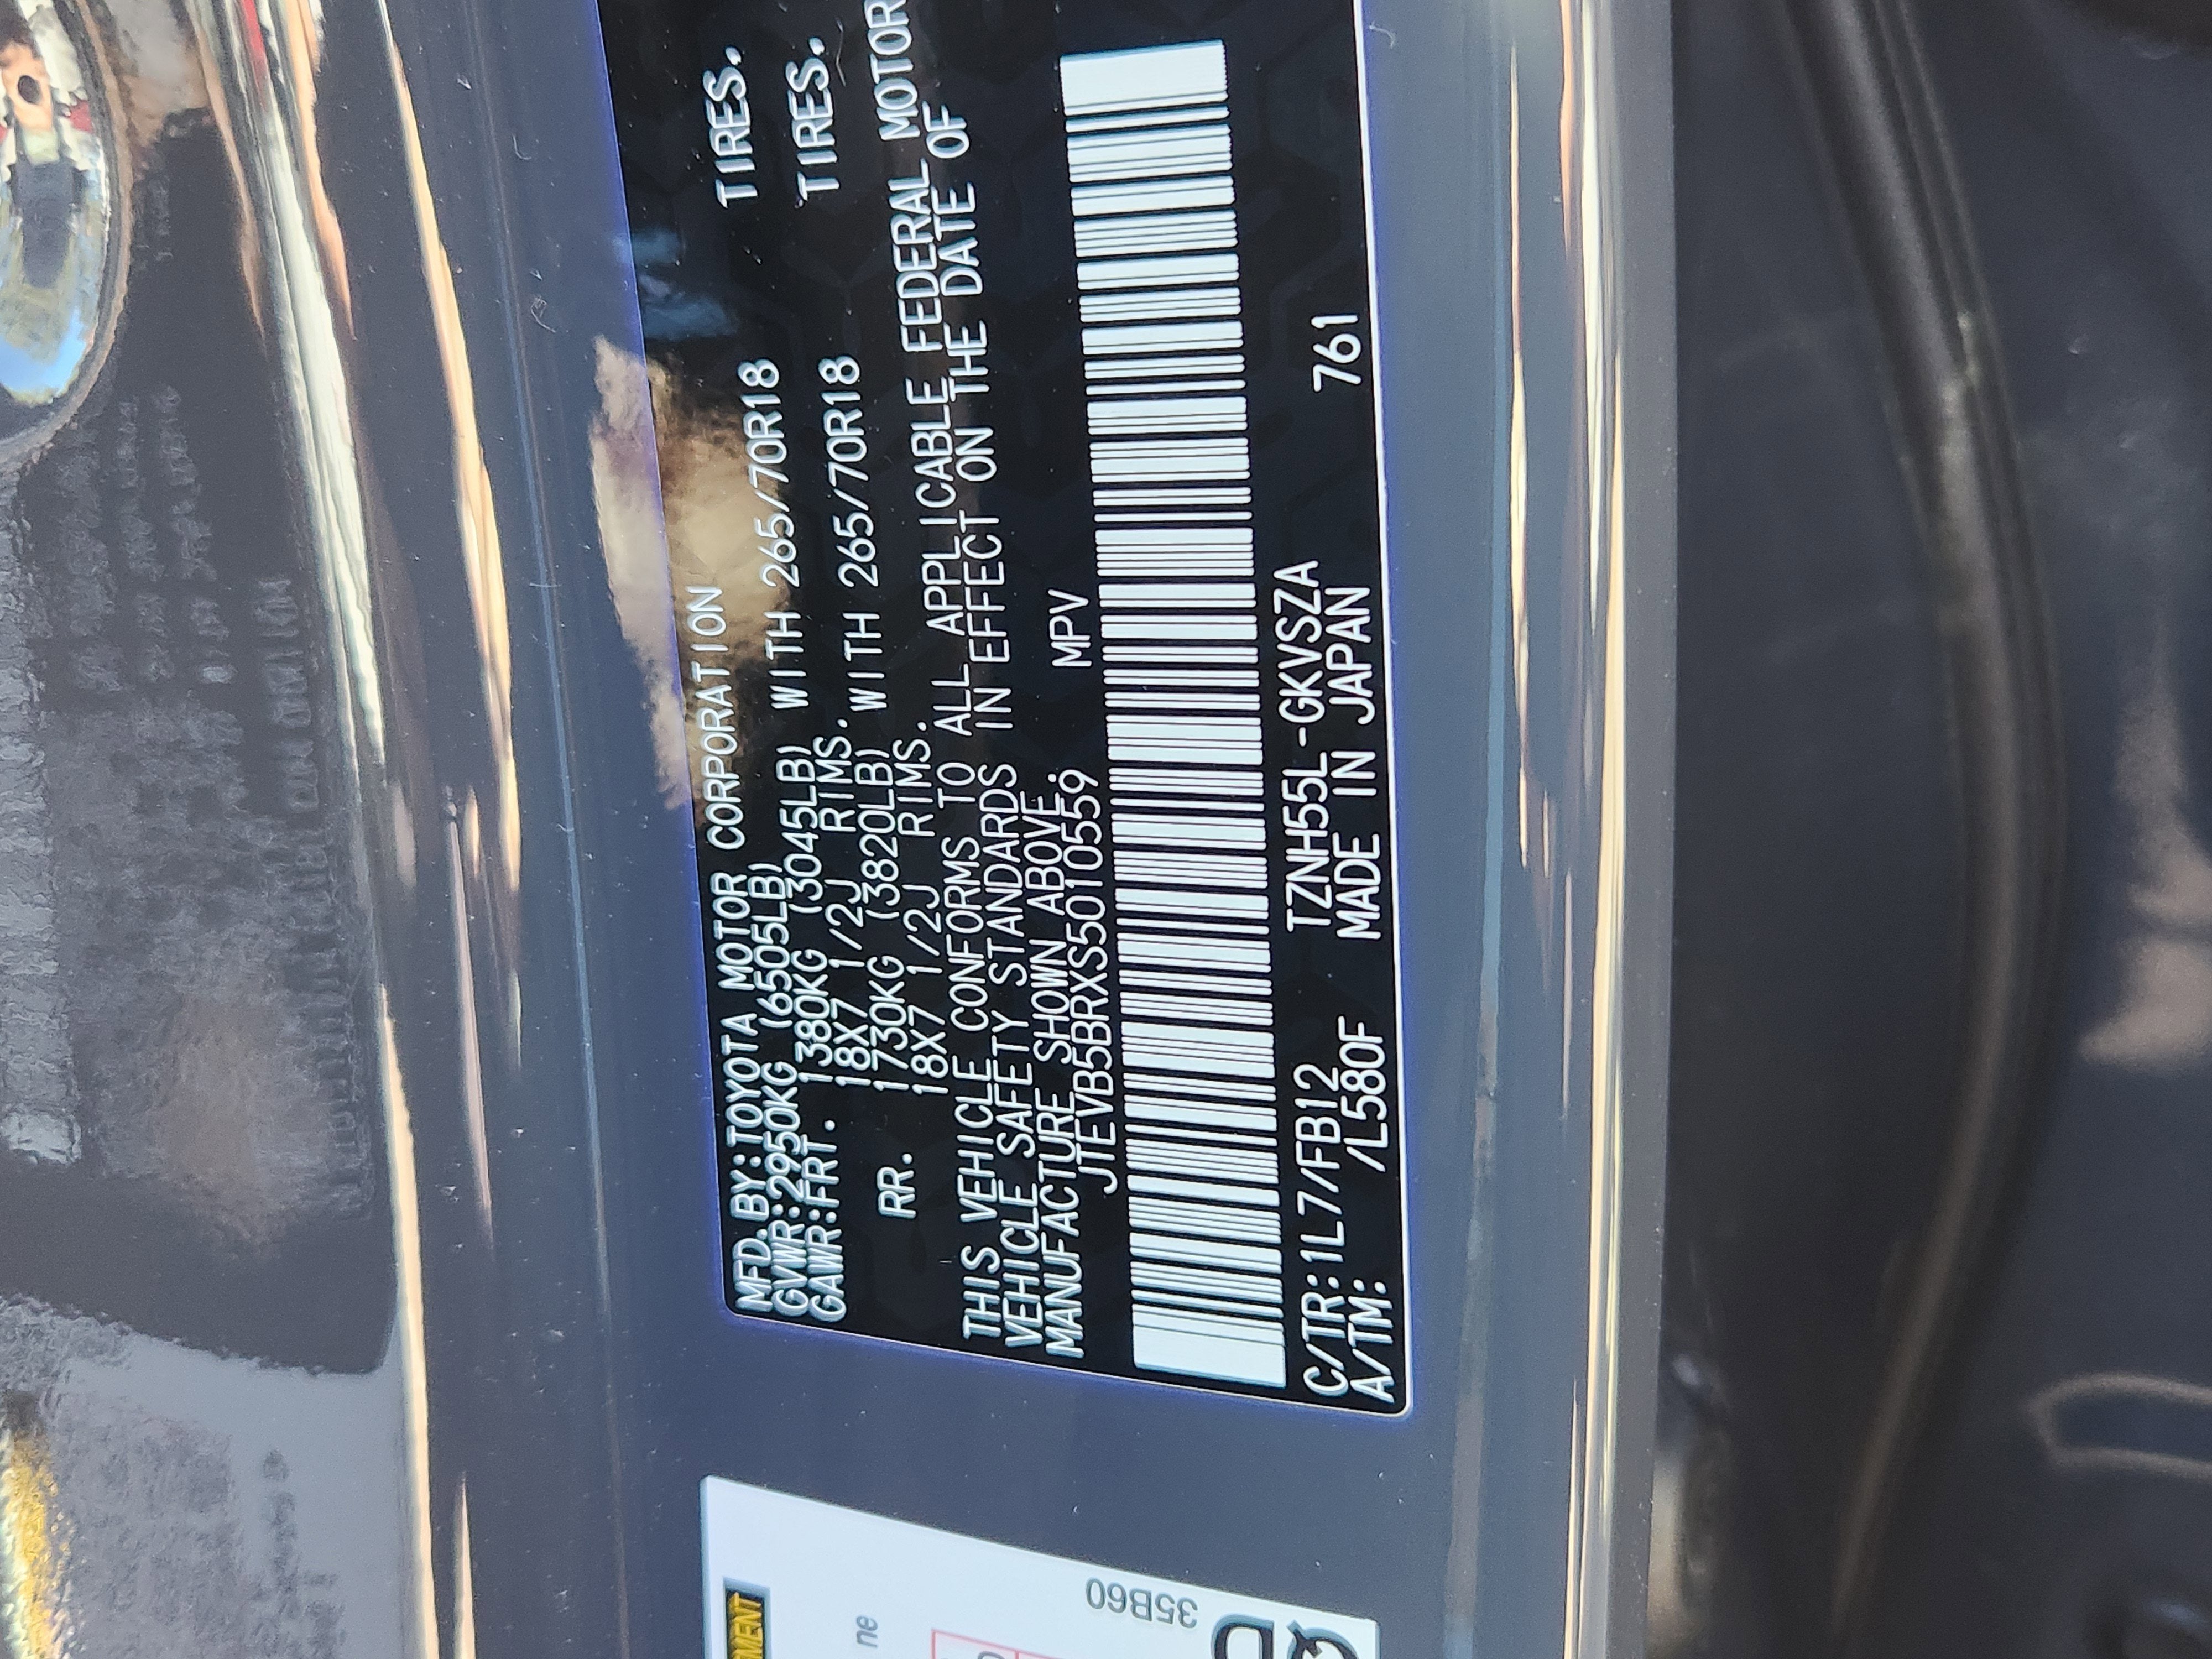 MFD.BY:TOYOTA MOTOR CORPORATION
GVWR:2950KG (6505LB)
GAWR:FRT. 1380KG (3045LB) WITH 265/70R18 TIRES.
18X7 1/2J RIMS.
RR. 1730KG (3820LB) WITH 265/70R18 TIRES.
18X7 1/2J RIMS.
THIS VEHICLE CONFORMS TO ALL APPLICABLE FEDERAL MOTOR
VEHICLE SAFETY STANDARDS IN EFFECT ON THE DATE OF
MANUFACTURE SHOWN ABOVE.
JTEVB5BRXS5010559 MPV
C/TR:1L7/FB12 TZNH55L-GKVSZA 761
A/TM: /L580F MADE IN JAPAN
35B60